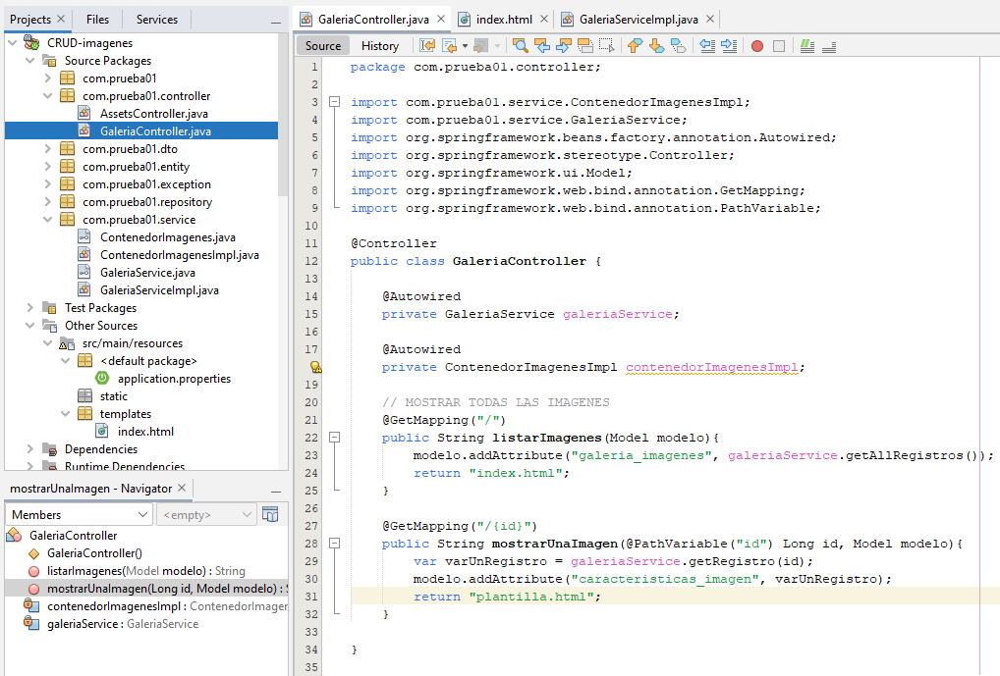 Projects
Files
Services
CRUD-imagenes
Source Packages
com.prueba01
com.prueba01.controller
AssetsController.java
GaleriaController.java
com.prueba01.dto
com.prueba01.entity
com.prueba01.exception
com.prueba01.repository
com.prueba01.service
ContenedorImagenes.java
ContenedorImagenesImpl.java
GaleriaService.java
GaleriaServiceImpl.java
Test Packages
Other Sources
src/main/resources
<default package>
application.properties
static
templates
index.html
Dependencies
Runtime Dependencies
mostrarUnaImagen - Navigator
Members
<empty>
GaleriaController
GaleriaController()
listarImagenes(Model modelo) : String
mostrarUnaImagen(Long id, Model modelo) : S
contenedorImagenesImpl : ContenedorImagen
galeriaService : GaleriaService
GaleriaController.java
index.html
GaleriaServiceImpl.java
Source
History
1 package com.prueba01.controller;
2
3 import com.prueba01.service.ContenedorImagenesImpl;
4 import com.prueba01.service.GaleriaService;
5 import org.springframework.beans.factory.annotation.Autowired;
6 import org.springframework.stereotype.Controller;
7 import org.springframework.ui.Model;
8 import org.springframework.web.bind.annotation.GetMapping;
9 import org.springframework.web.bind.annotation.PathVariable;
10
11 @Controller
12 public class GaleriaController {
13
14 @Autowired
15 private GaleriaService galeriaService;
16
17 @Autowired
private ContenedorImagenesImpl contenedorImagenesImpl;
19
20 // MOSTRAR TODAS LAS IMAGENES
21 @GetMapping("/")
22 public String listarImagenes(Model modelo){
23 modelo.addAttribute("galeria_imagenes", galeriaService.getAllRegistros());
24 return "index.html";
25 }
26
27 @GetMapping("/{id}")
28 public String mostrarUnaImagen(@PathVariable("id") Long id, Model modelo){
29 var varUnRegistro = galeriaService.getRegistro(id);
30 modelo.addAttribute("caracteristicas_imagen", varUnRegistro);
31 return "plantilla.html";
32 }
33
34 }
35